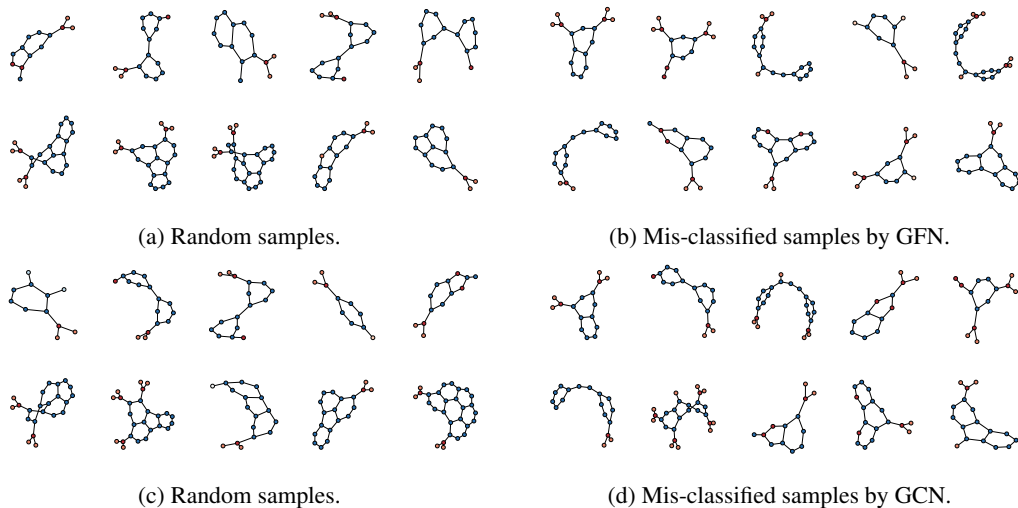 (a) Random samples.
(b) Mis-classified samples by GFN.
(c) Random samples.
(d) Mis-classified samples by GCN.